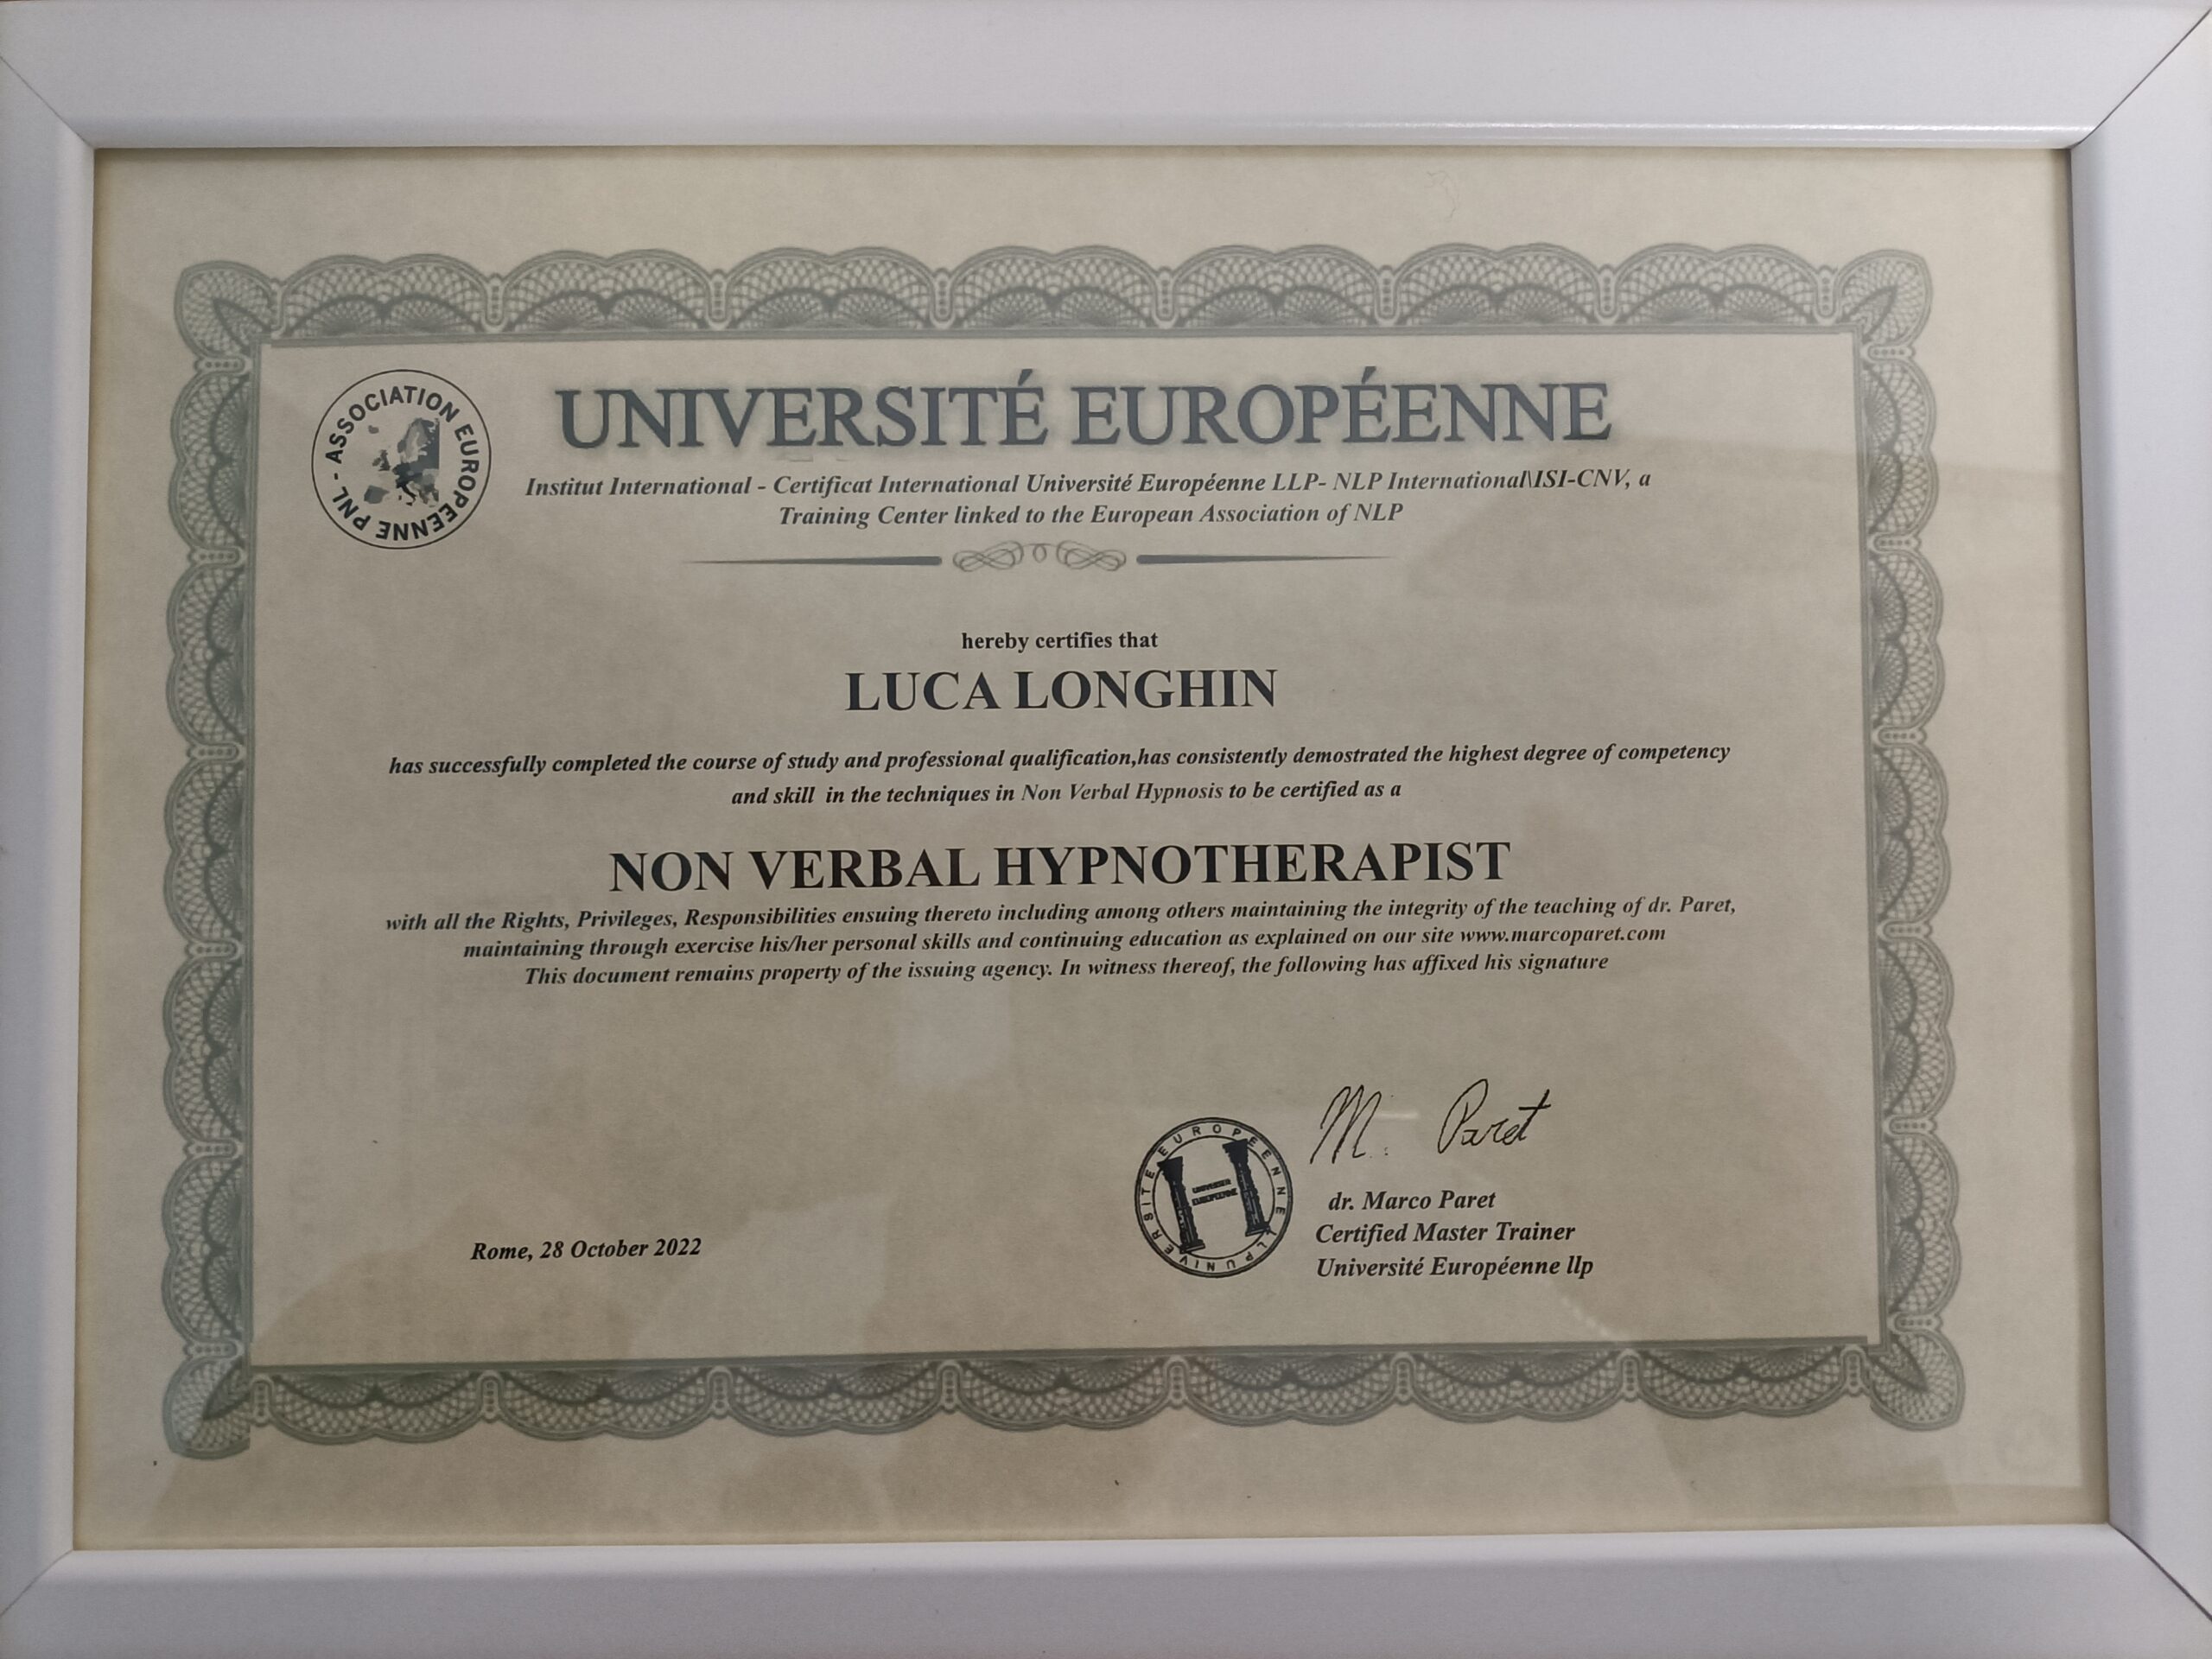 ASSOCIATION EUROPEENNE PNL -
UNIVERSITÉ EUROPÉENNE
Institut International - Certificat International Université Européenne LLP- NLP International\ISI-CNV, a
Training Center linked to the European Association of NLP
hereby certifies that
LUCA LONGHIN
has successfully completed the course of study and professional qualification,has consistently demostrated the highest degree of competency
and skill in the techniques in Non Verbal Hypnosis to be certified as a
NON VERBAL HYPNOTHERAPIST
with all the Rights, Privileges, Responsibilities ensuing thereto including among others maintaining the integrity of the teaching of dr. Paret,
maintaining through exercise his/her personal skills and continuing education as explained on our site www.marcoparet.com
This document remains property of the issuing agency. In witness thereof, the following has affixed his signature
M. Paret
UNIVERSITE EUROPEENNE LLP
dr. Marco Paret
Certified Master Trainer
Université Européenne llp
Rome, 28 October 2022